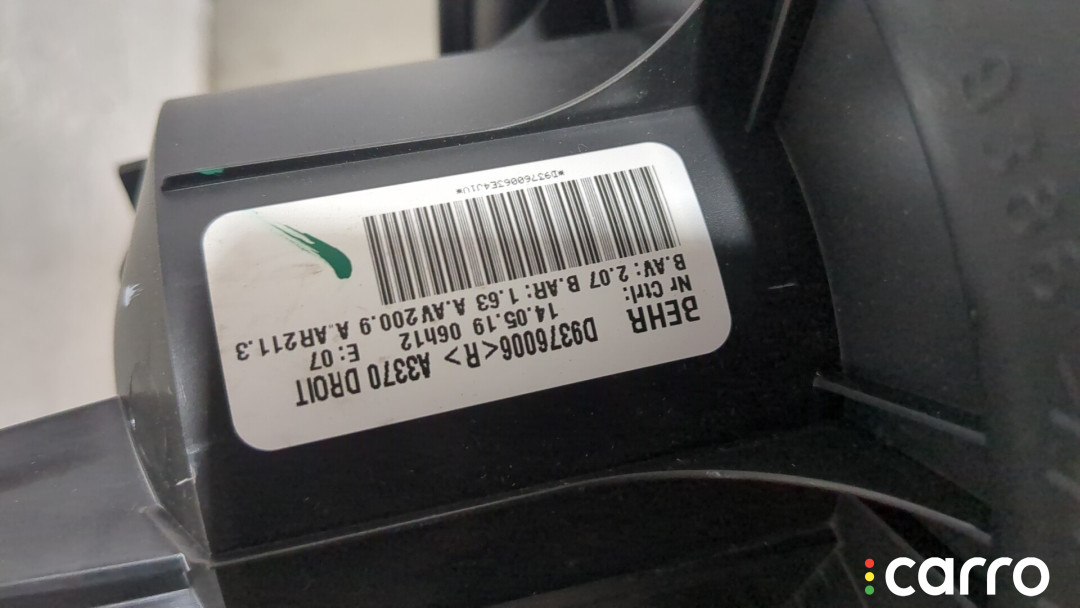 BEHR D9376006<R> A3370 DROIT
Nr Ctrl: 14.05.19 06h12 E:07
B.AV: 2.07 B.AR: 1.63 A.AV200.9 A.AR211.3
*D93760063E4J1U*
carro